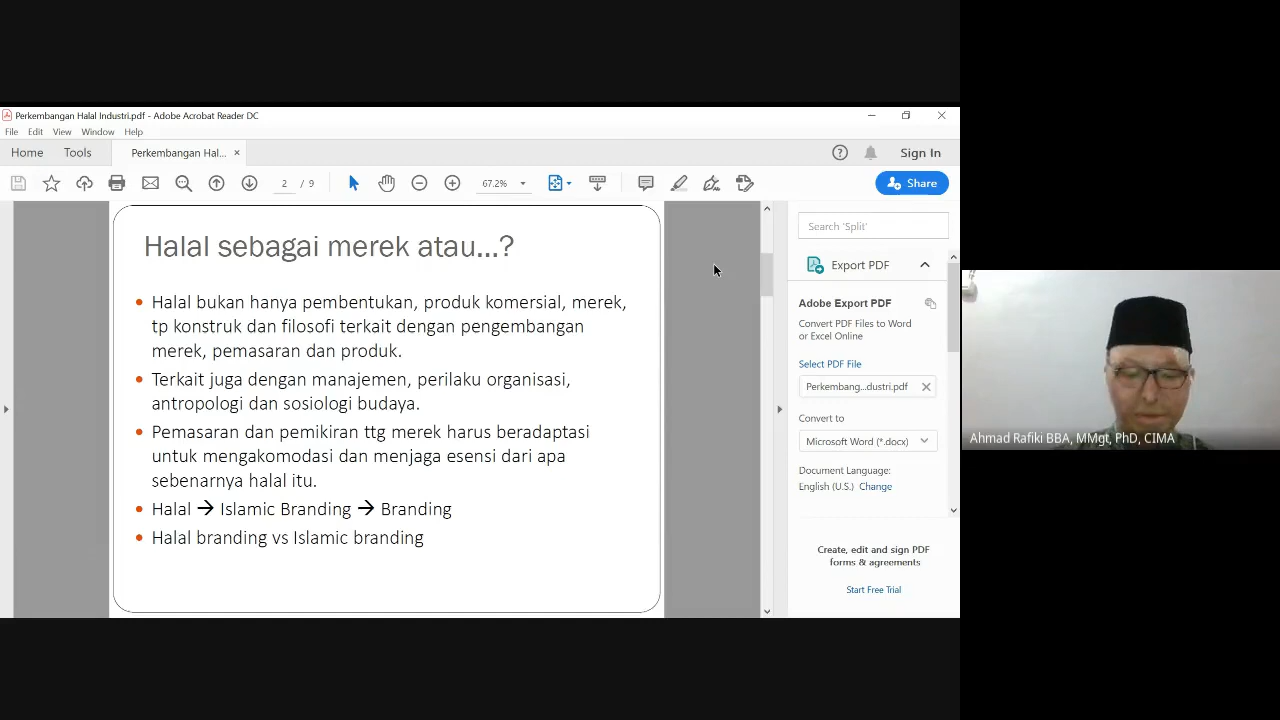 Perkembangan Halal Industri.pdf - Adobe Acrobat Reader DC
File Edit View Window Help
Home Tools Perkembangan Hal... × Sign In
2 / 9 67.2% Share
Halal sebagai merek atau...?
• Halal bukan hanya pembentukan, produk komersial, merek,
tp konstruk dan filosofi terkait dengan pengembangan
merek, pemasaran dan produk.
• Terkait juga dengan manajemen, perilaku organisasi,
antropologi dan sosiologi budaya.
• Pemasaran dan pemikiran ttg merek harus beradaptasi
untuk mengakomodasi dan menjaga esensi dari apa
sebenarnya halal itu.
• Halal → Islamic Branding → Branding
• Halal branding vs Islamic branding
Search 'Split'
Export PDF
Adobe Export PDF
Convert PDF Files to Word
or Excel Online
Select PDF File
Perkembang...dustri.pdf
Convert to
Microsoft Word (*.docx)
Document Language:
English (U.S.) Change
Create, edit and sign PDF
forms & agreements
Start Free Trial
Ahmad Rafiki BBA, MMgt, PhD, CIMA